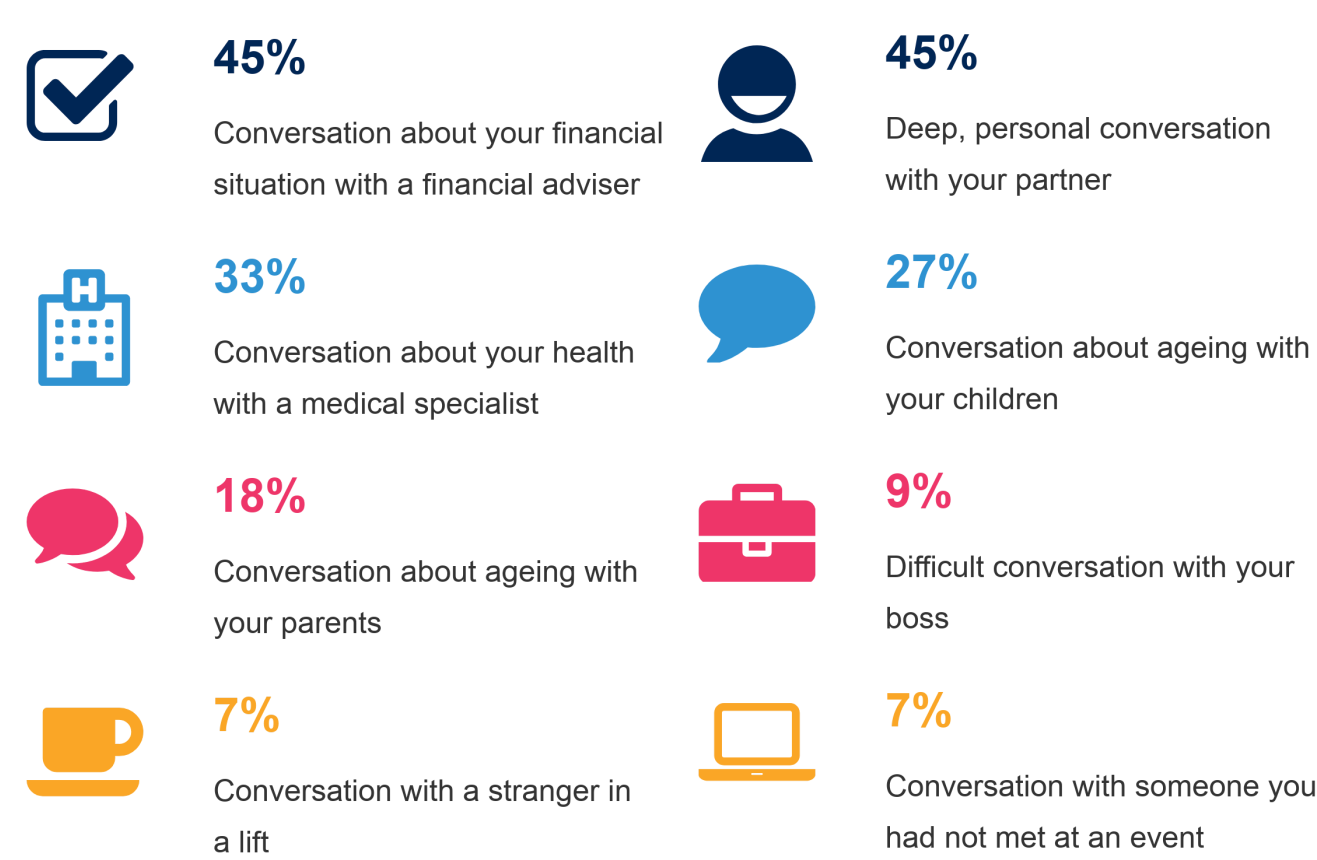 45%
Conversation about your financial
situation with a financial adviser
45%
Deep, personal conversation
with your partner
H
33%
Conversation about your health
with a medical specialist
27%
Conversation about ageing with
your children
18%
Conversation about ageing with
your parents
9%
Difficult conversation with your
boss
7%
Conversation with a stranger in
a lift
7%
Conversation with someone you
had not met at an event